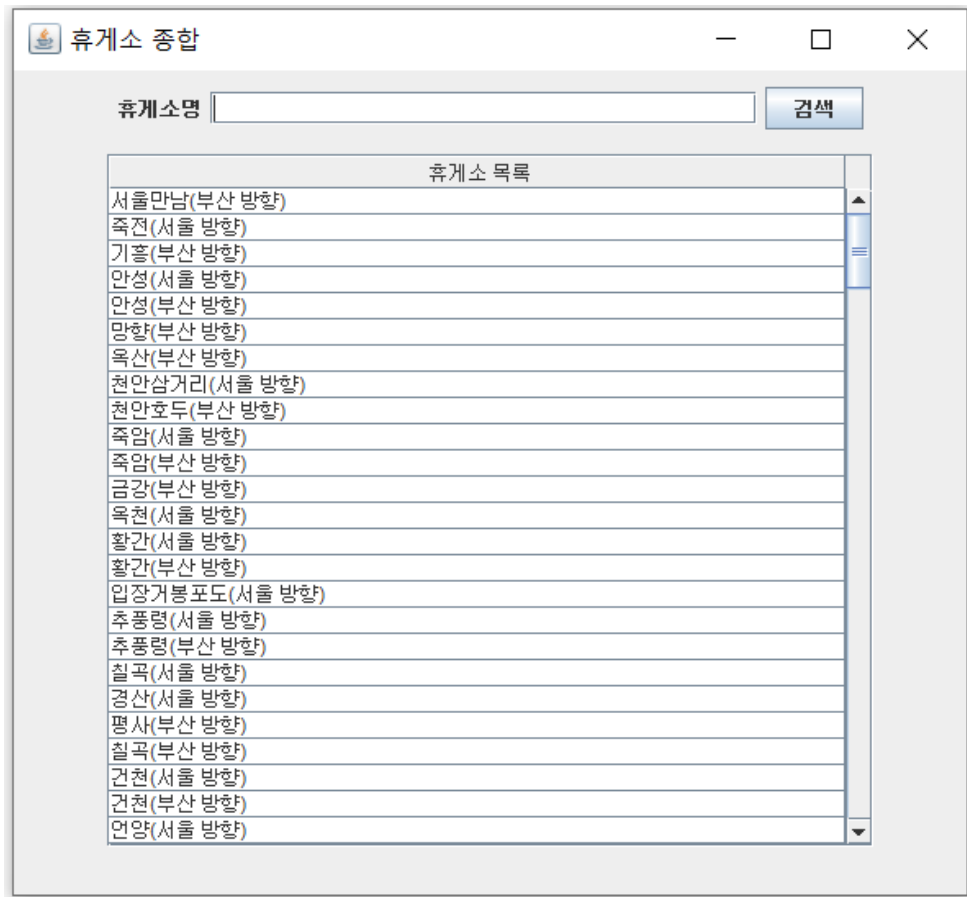 휴게소 종합
휴게소명 검색
휴게소 목록
서울만남(부산 방향)
죽전(서울 방향)
기흥(부산 방향)
안성(서울 방향)
안성(부산 방향)
망향(부산 방향)
옥산(부산 방향)
천안삼거리(서울 방향)
천안호두(부산 방향)
죽암(서울 방향)
죽암(부산 방향)
금강(부산 방향)
옥천(서울 방향)
황간(서울 방향)
황간(부산 방향)
입장거봉포도(서울 방향)
추풍령(서울 방향)
추풍령(부산 방향)
칠곡(서울 방향)
경산(서울 방향)
평사(부산 방향)
칠곡(부산 방향)
건천(서울 방향)
건천(부산 방향)
언양(서울 방향)